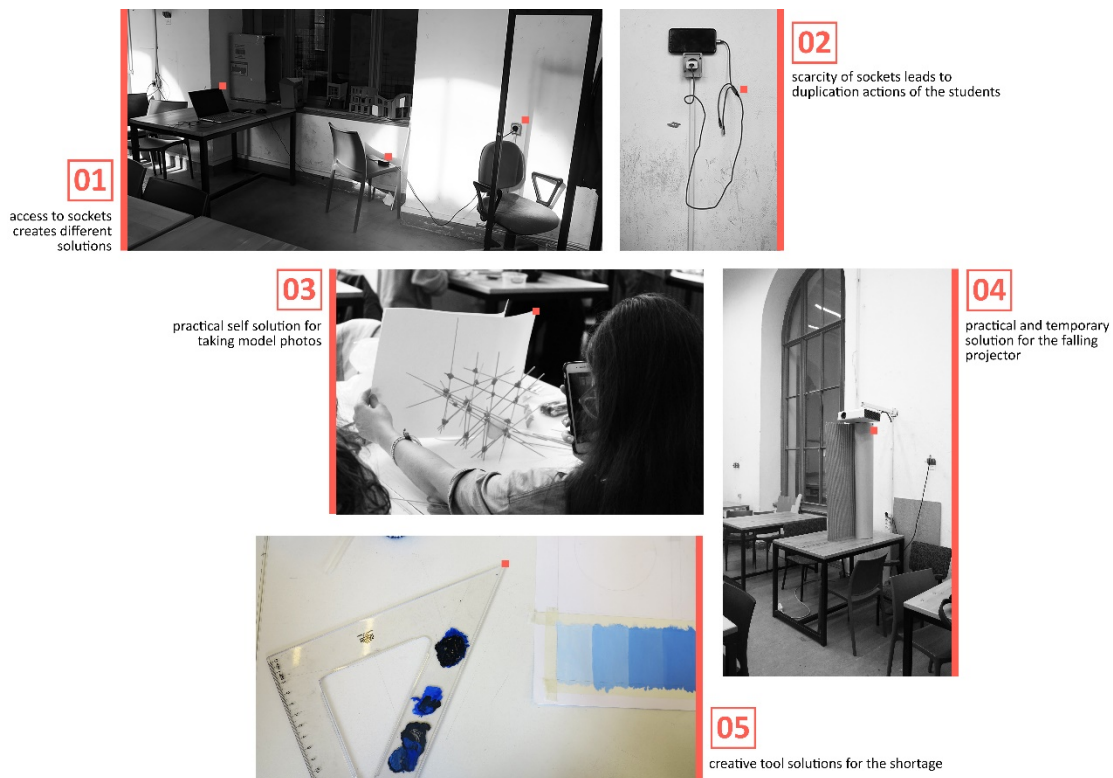 01
access to sockets
creates different
solutions
02
scarcity of sockets leads to
duplication actions of the students
03
practical self solution for
taking model photos
04
practical and temporary
solution for the falling
projector
05
creative tool solutions for the shortage